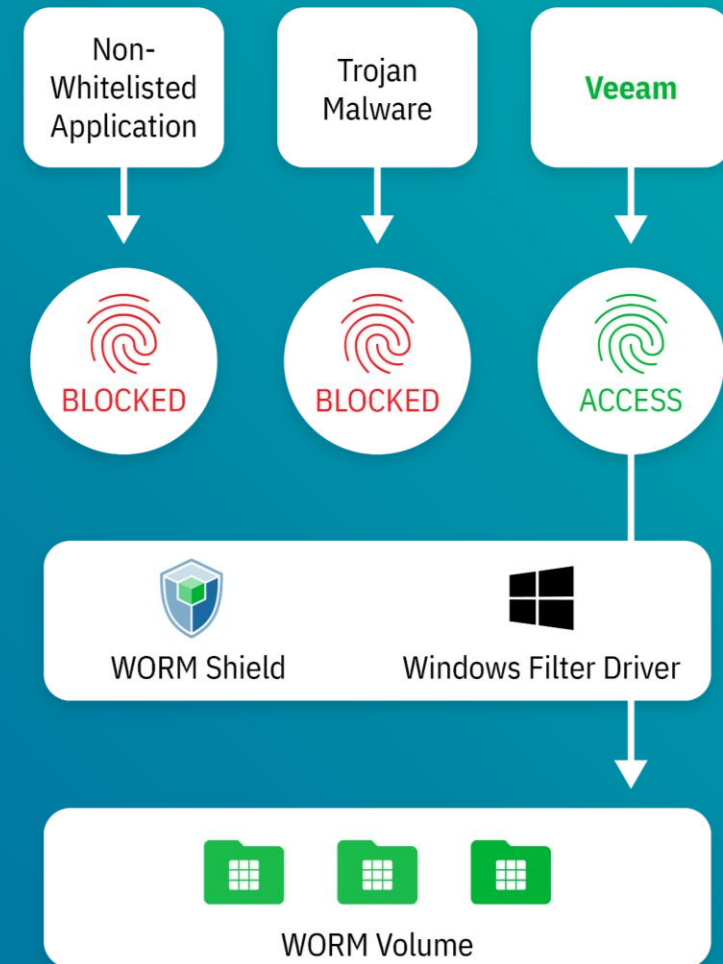 Non-
Whitelisted
Application
Trojan
Malware
Veeam
BLOCKED
BLOCKED
ACCESS
WORM Shield
Windows Filter Driver
WORM Volume